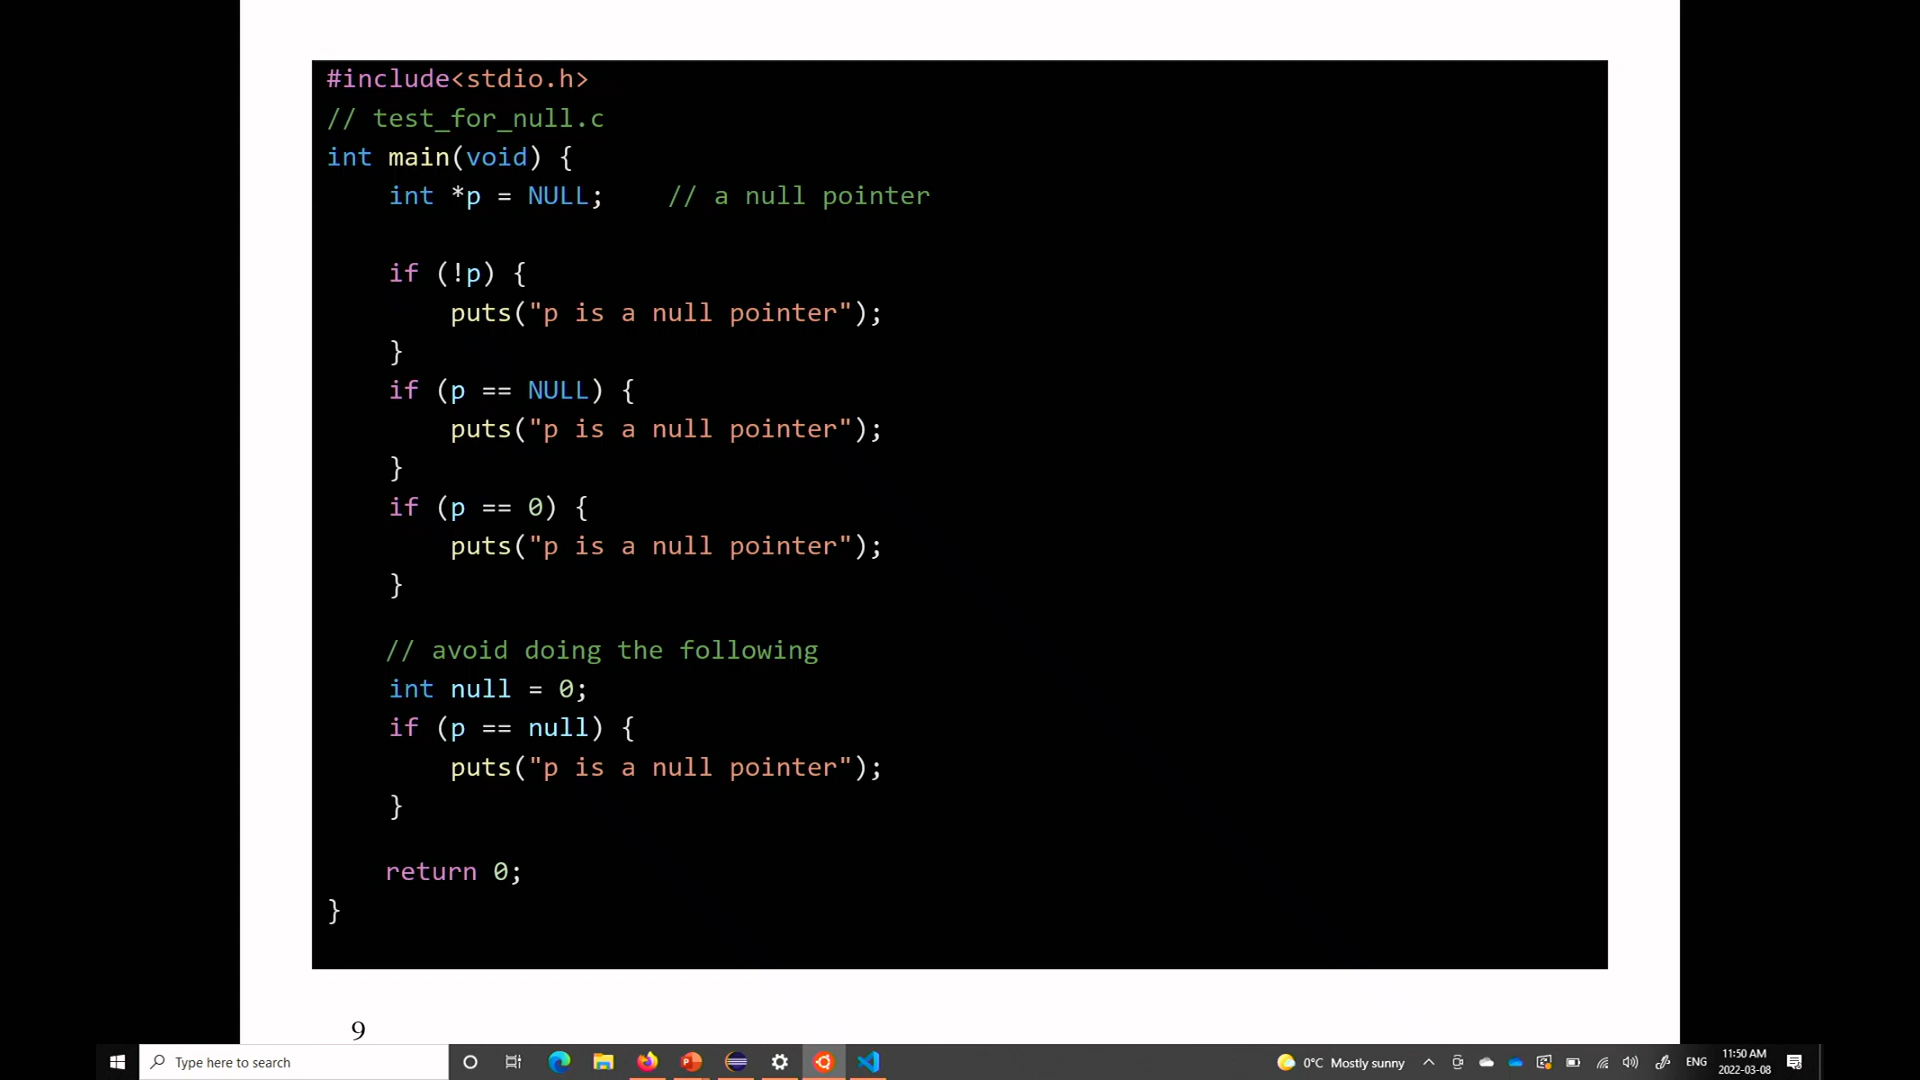 #include<stdio.h>
// test_for_null.c
int main(void) {
    int *p = NULL;    // a null pointer

    if (!p) {
        puts("p is a null pointer");
    }
    if (p == NULL) {
        puts("p is a null pointer");
    }
    if (p == 0) {
        puts("p is a null pointer");
    }

    // avoid doing the following
    int null = 0;
    if (p == null) {
        puts("p is a null pointer");
    }

    return 0;
}
9
Type here to search
0°C Mostly sunny
ENG
11:50 AM
2022-03-08